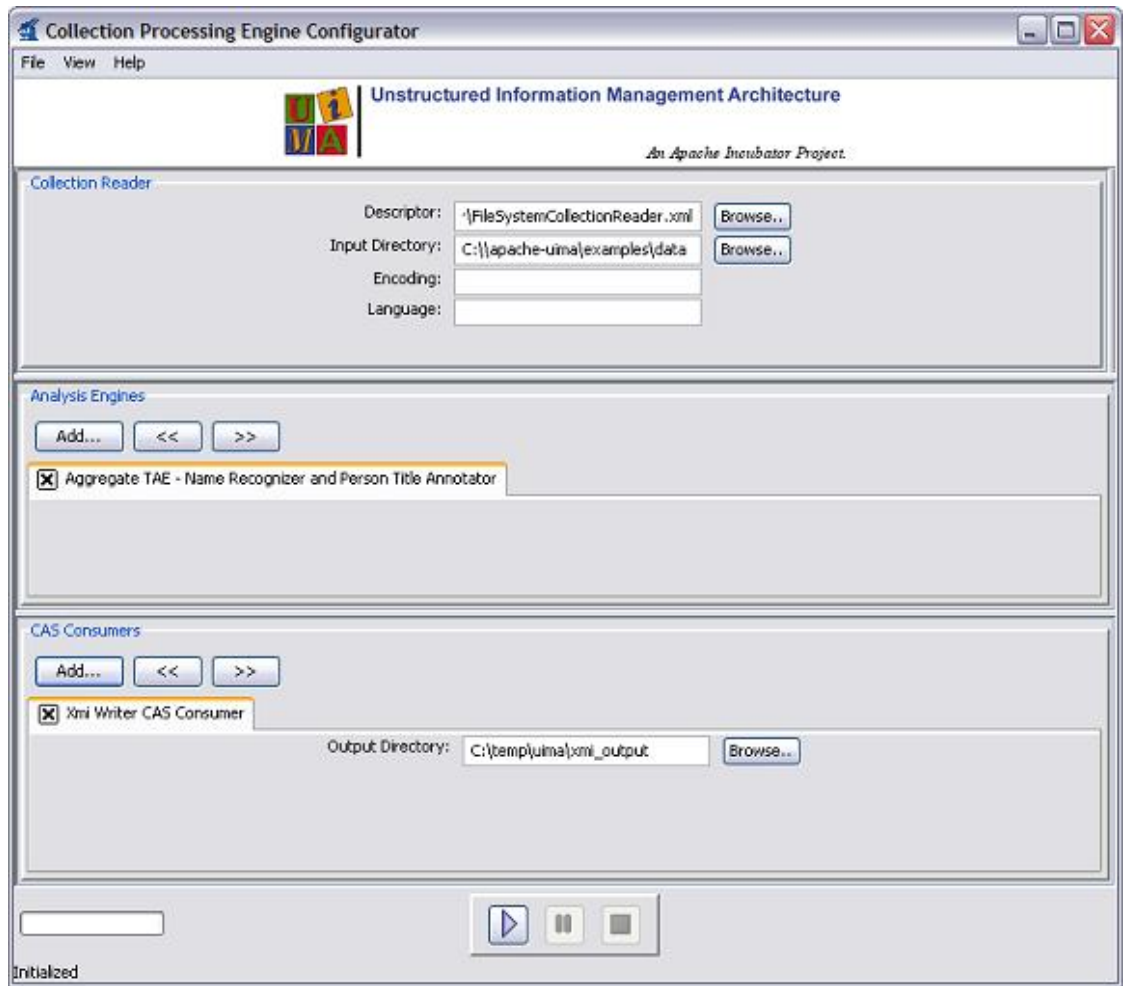 Collection Processing Engine Configurator
File View Help
UIMA
Unstructured Information Management Architecture
An Apache Incubator Project.
Collection Reader
Descriptor: \FileSystemCollectionReader.xml Browse..
Input Directory: C:\\apache-uima\examples\data Browse..
Encoding:
Language:
Analysis Engines
Add... << >>
Aggregate TAE - Name Recognizer and Person Title Annotator
CAS Consumers
Add... << >>
Xmi Writer CAS Consumer
Output Directory: C:\temp\uima\xmi_output Browse..
Initialized